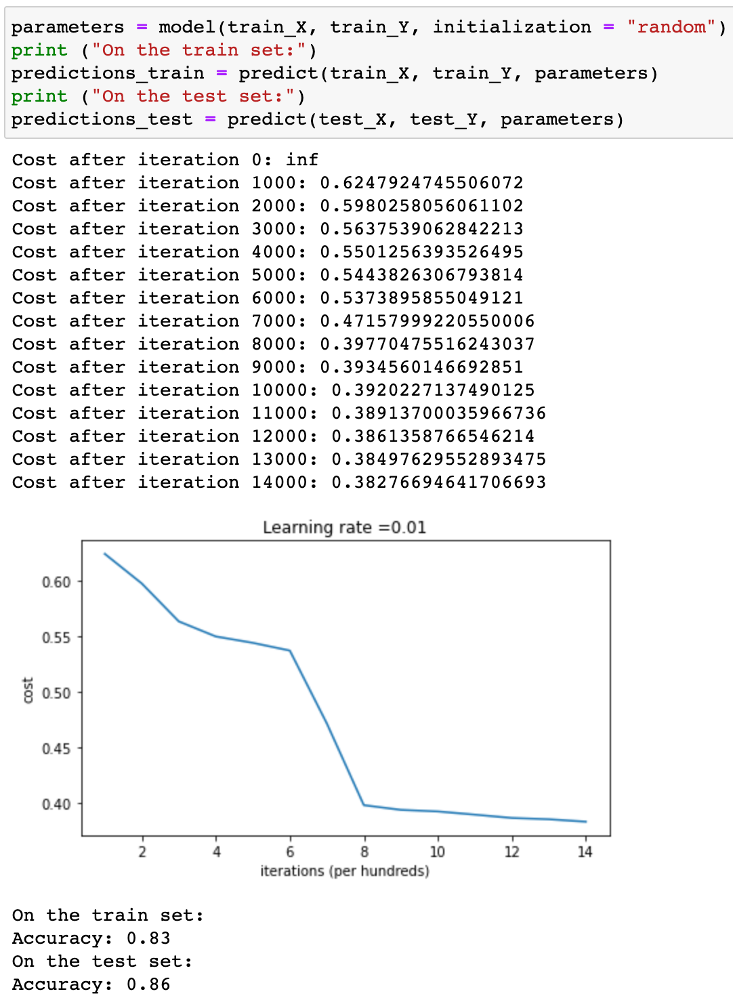 parameters = model(train_X, train_Y, initialization = "random")
print ("On the train set:")
predictions_train = predict(train_X, train_Y, parameters)
print ("On the test set:")
predictions_test = predict(test_X, test_Y, parameters)
Cost after iteration 0: inf
Cost after iteration 1000: 0.6247924745506072
Cost after iteration 2000: 0.5980258056061102
Cost after iteration 3000: 0.5637539062842213
Cost after iteration 4000: 0.5501256393526495
Cost after iteration 5000: 0.5443826306793814
Cost after iteration 6000: 0.5373895855049121
Cost after iteration 7000: 0.47157999220550006
Cost after iteration 8000: 0.39770475516243037
Cost after iteration 9000: 0.3934560146692851
Cost after iteration 10000: 0.3920227137490125
Cost after iteration 11000: 0.38913700035966736
Cost after iteration 12000: 0.3861358766546214
Cost after iteration 13000: 0.38497629552893475
Cost after iteration 14000: 0.38276694641706693
Learning rate =0.01
0.60
0.55
0.50
0.45
0.40
cost
2 4 6 8 10 12 14
iterations (per hundreds)
On the train set:
Accuracy: 0.83
On the test set:
Accuracy: 0.86